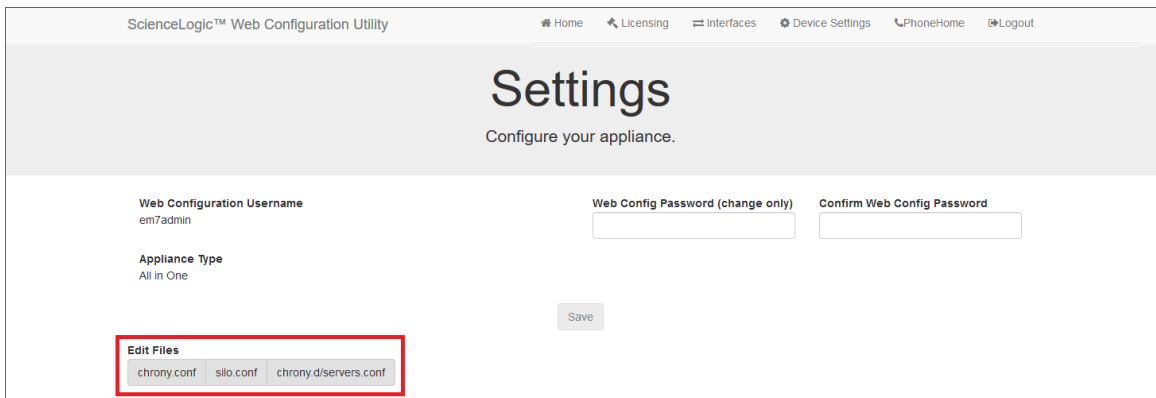 ScienceLogic™ Web Configuration Utility
Home
Licensing
Interfaces
Device Settings
PhoneHome
Logout
Settings
Configure your appliance.
Web Configuration Username
em7admin
Web Config Password (change only)
Confirm Web Config Password
Appliance Type
All in One
Save
Edit Files
chrony.conf
silo.conf
chrony.d/servers.conf